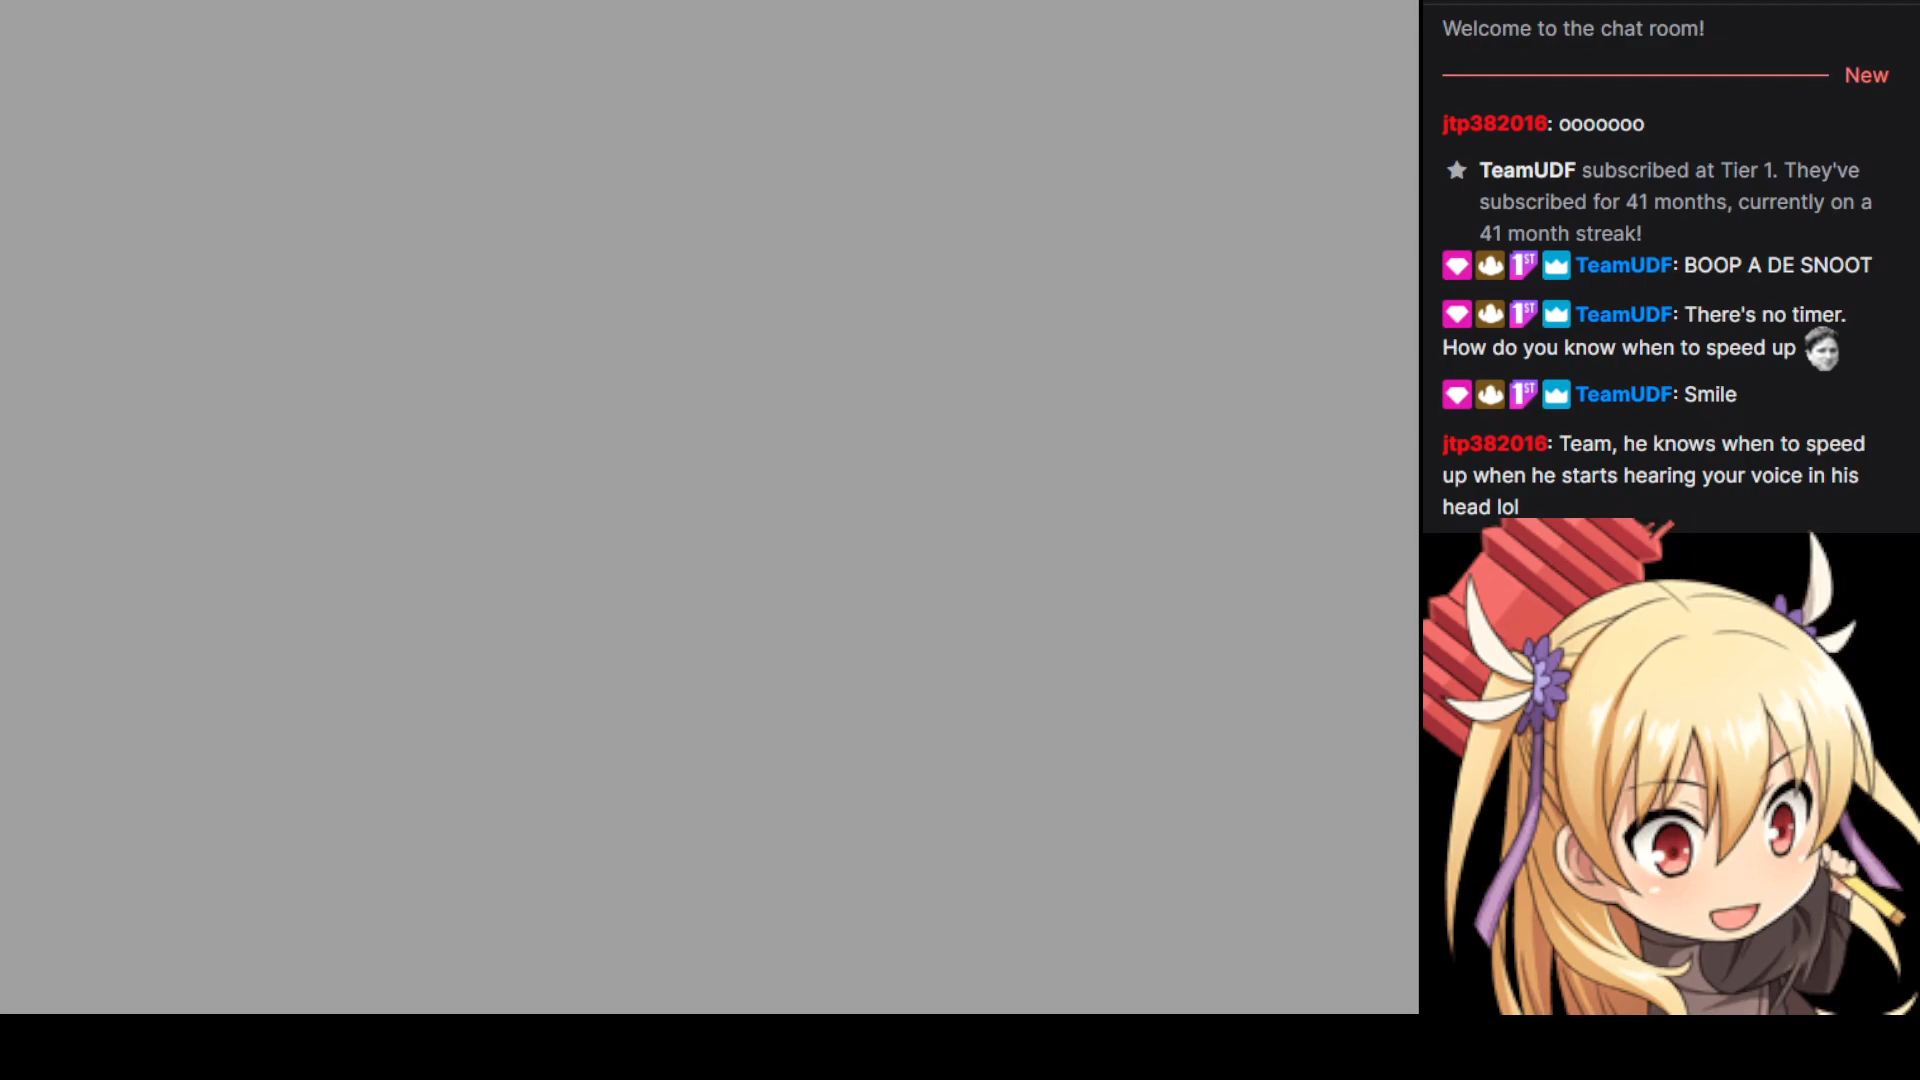 Welcome to the chat room!
New
jtp382016: ooooooo
TeamUDF subscribed at Tier 1. They've
subscribed for 41 months, currently on a
41 month streak!
1ST TeamUDF: BOOP A DE SNOOT
1ST TeamUDF: There's no timer.
How do you know when to speed up
1ST TeamUDF: Smile
jtp382016: Team, he knows when to speed
up when he starts hearing your voice in his
head lol